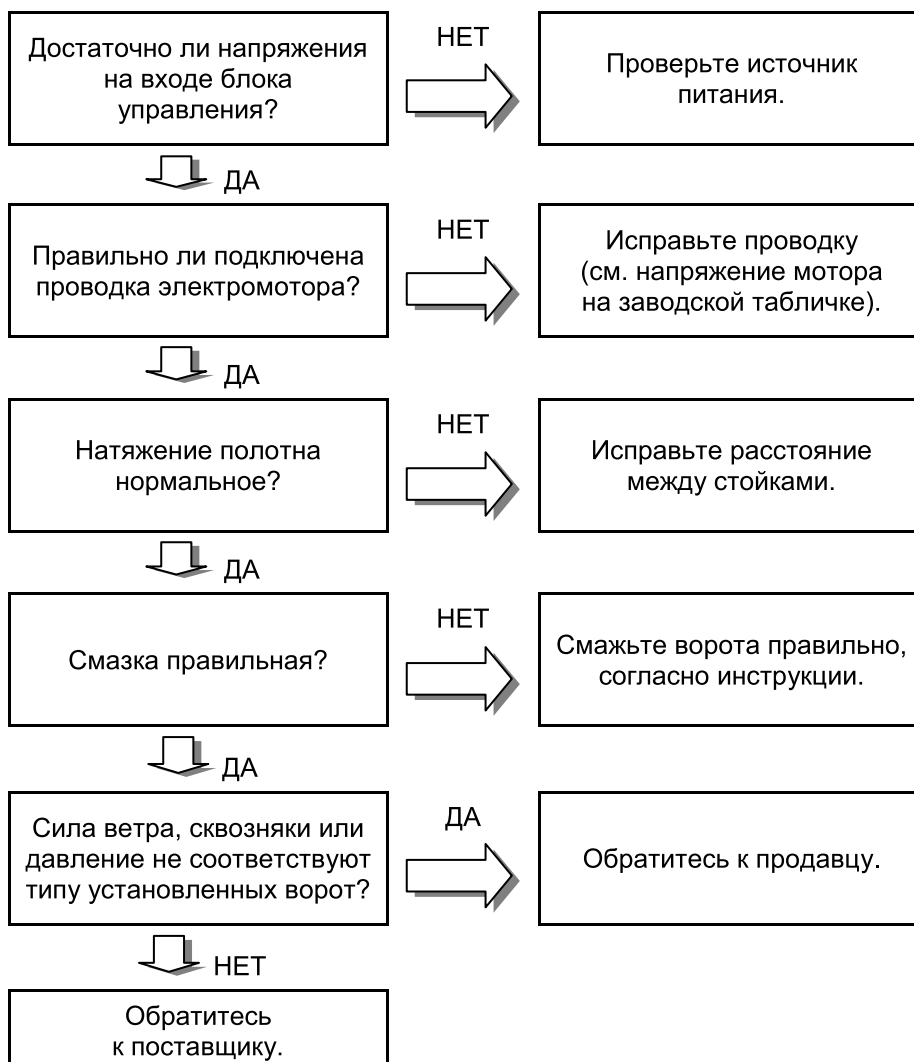 Достаточно ли напряжения
на входе блока
управления?
НЕТ
Проверьте источник
питания.
ДА
Правильно ли подключена
проводка электромотора?
НЕТ
Исправьте проводку
(см. напряжение мотора
на заводской табличке).
ДА
Натяжение полотна
нормальное?
НЕТ
Исправьте расстояние
между стойками.
ДА
Смазка правильная?
НЕТ
Смажьте ворота правильно,
согласно инструкции.
ДА
Сила ветра, сквозняки или
давление не соответствуют
типу установленных ворот?
ДА
Обратитесь к продавцу.
НЕТ
Обратитесь
к поставщику.